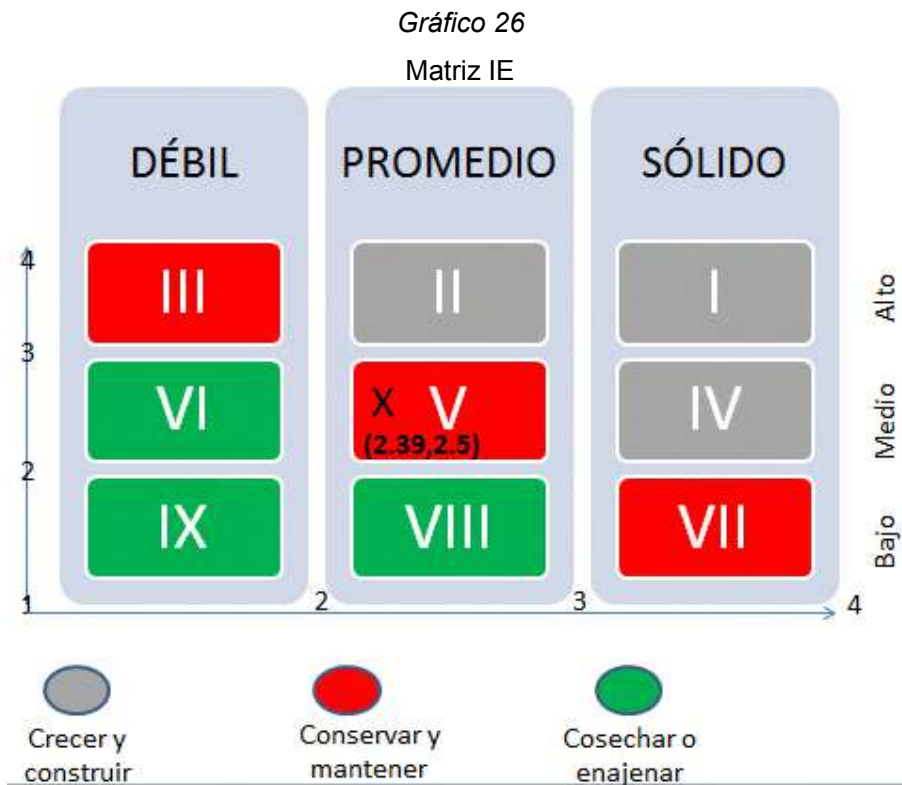 Gráfico 26
Matriz IE
DÉBIL PROMEDIO SÓLIDO
4
III II I Alto
3
VI X V IV Medio
(2.39,2.5)
2
IX VIII VII Bajo
1 2 3 4
Crecer y
construir
Conservar y
mantener
Cosechar o
enajenar